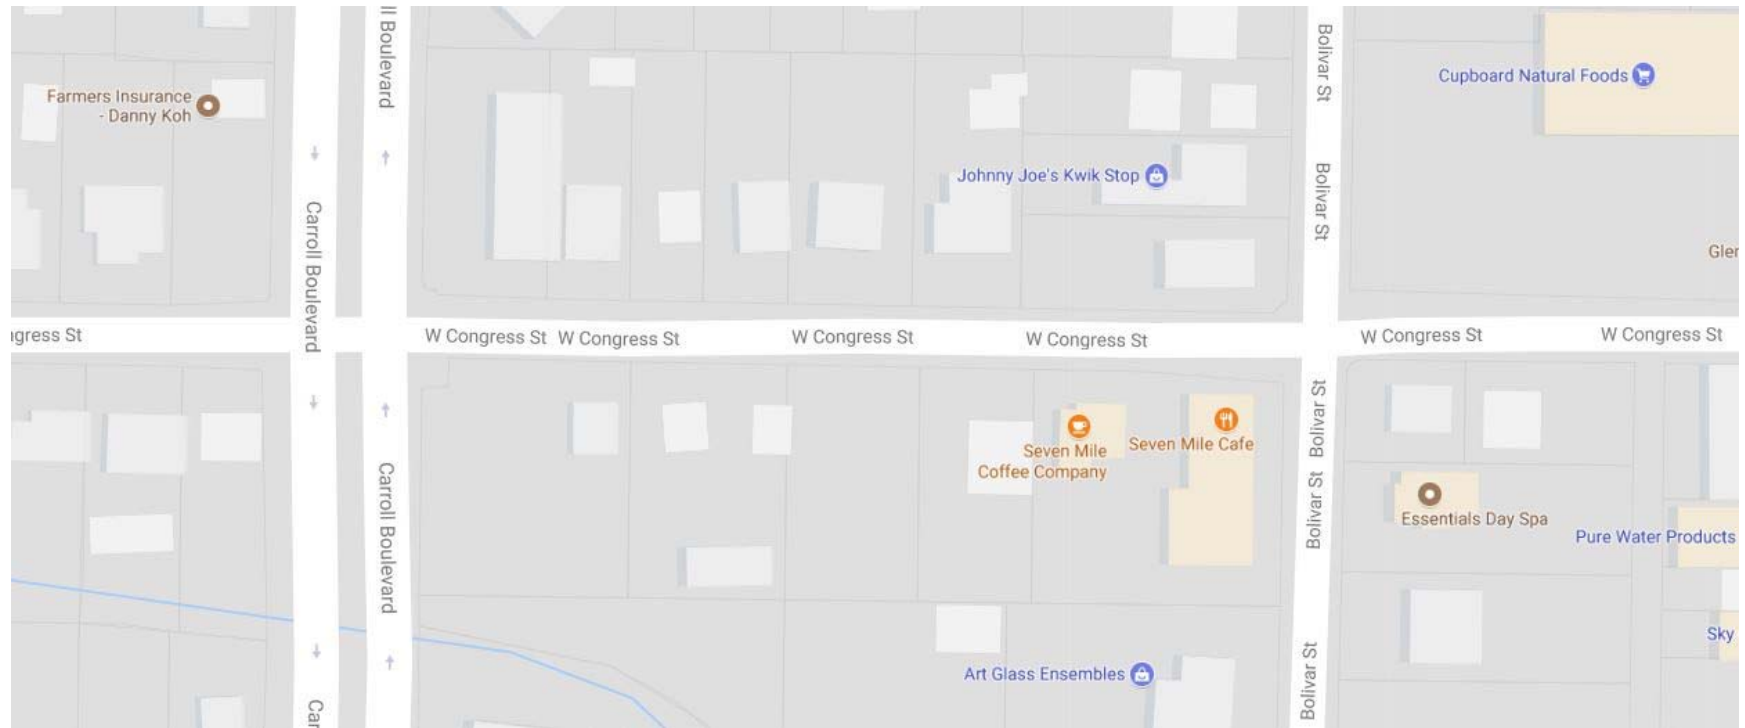 ll Boulevard
Bolivar St
Cupboard Natural Foods
Farmers Insurance
- Danny Koh
Johnny Joe's Kwik Stop
Bolivar St
Carroll Boulevard
Gler
ngress St
W Congress St
W Congress St
W Congress St
W Congress St
W Congress St
W Congress St
Bolivar St
Seven Mile
Coffee Company
Seven Mile Cafe
Carroll Boulevard
Bolivar St
Essentials Day Spa
Pure Water Products
Sky
Art Glass Ensembles
Bolivar St
Car